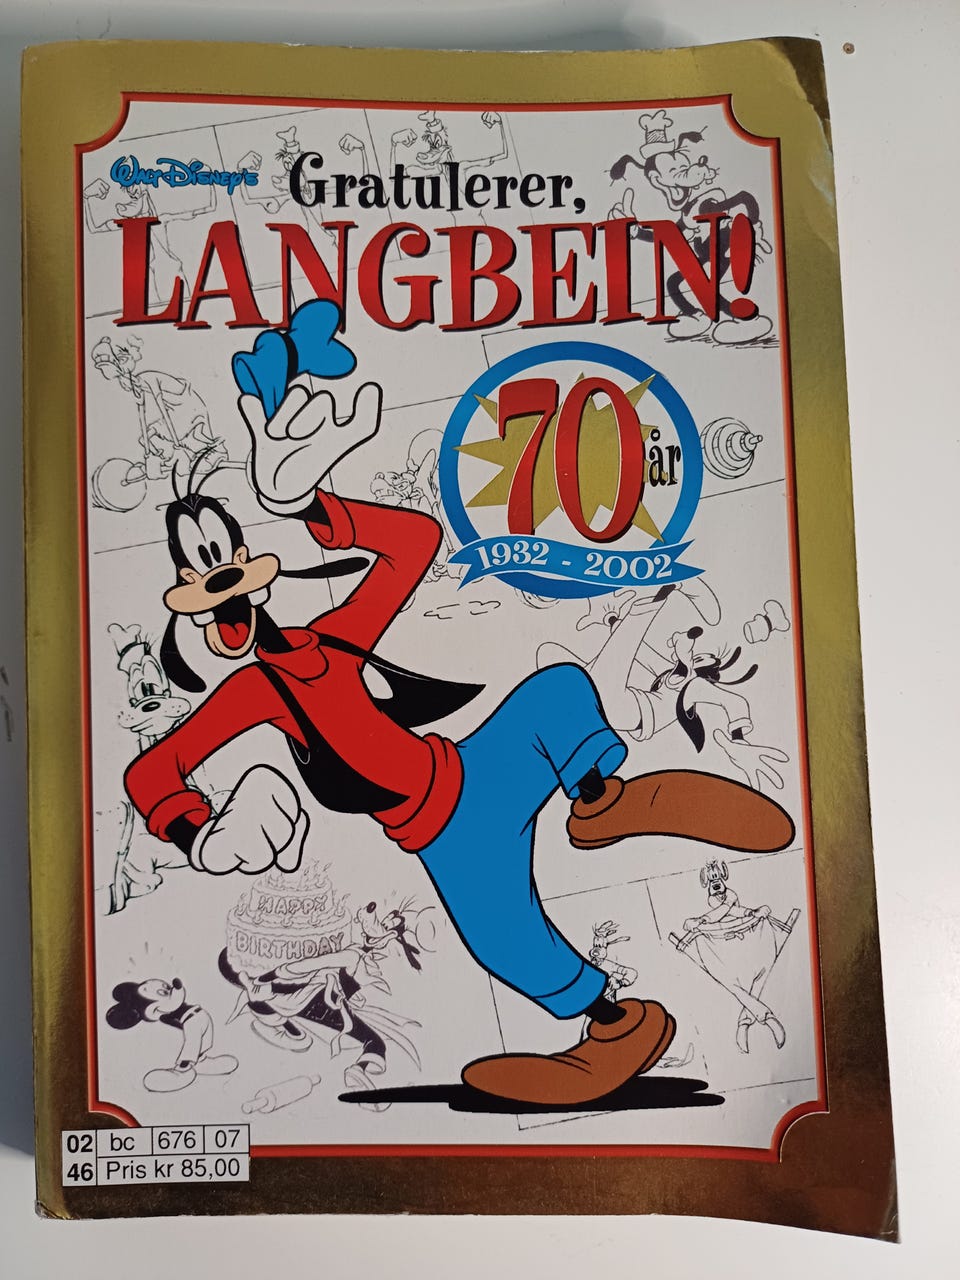 WALT DISNEY'S
Gratulerer,
LANGBEIN!
70 år
1932 - 2002
HAPPY
BIRTHDAY
02 bc 676 07
46 Pris kr 85,00